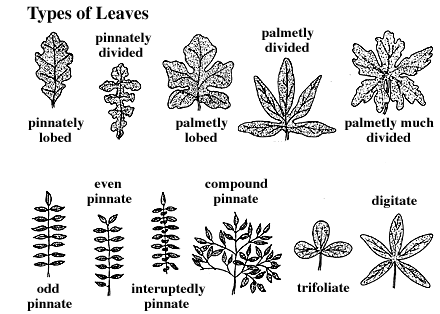 Types of Leaves
pinnately
divided
palmetly
divided
pinnately
lobed
palmetly
lobed
palmetly much
divided
even
pinnate
compound
pinnate
digitate
odd
pinnate
interuptedly
pinnate
trifoliate